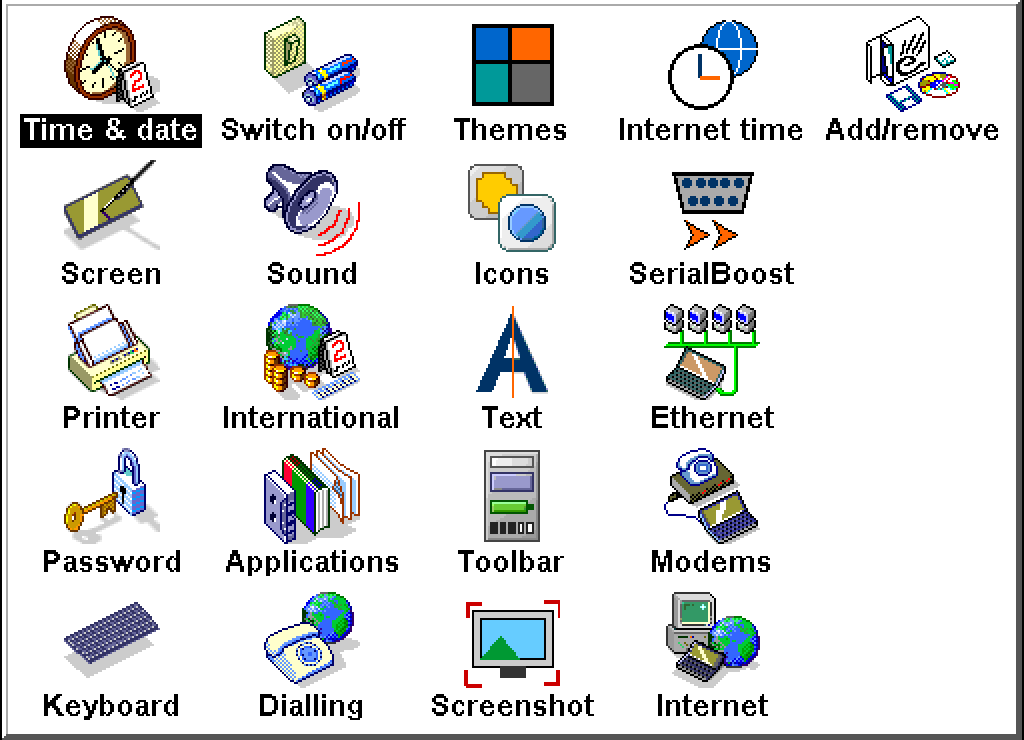 Time & date
Switch on/off
Themes
Internet time
Add/remove
Screen
Sound
Icons
SerialBoost
Printer
International
Text
Ethernet
Password
Applications
Toolbar
Modems
Keyboard
Dialling
Screenshot
Internet